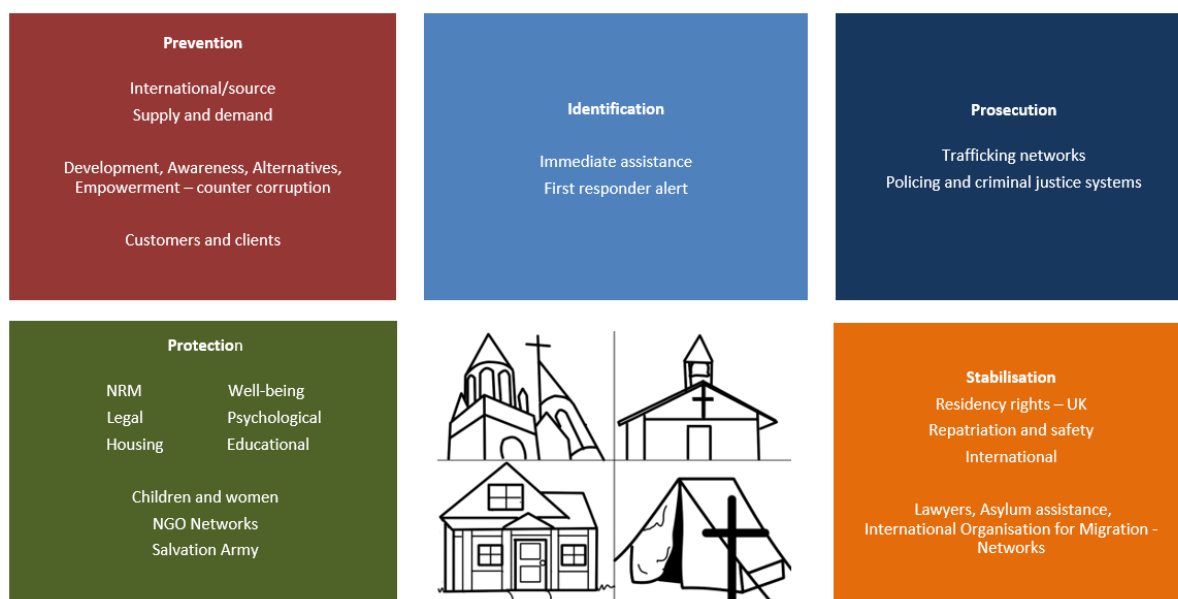 Prevention
International/source
Supply and demand
Development, Awareness, Alternatives,
Empowerment – counter corruption
Customers and clients
Identification
Immediate assistance
First responder alert
Prosecution
Trafficking networks
Policing and criminal justice systems
Protection
NRM Well-being
Legal Psychological
Housing Educational
Children and women
NGO Networks
Salvation Army
Stabilisation
Residency rights – UK
Repatriation and safety
International
Lawyers, Asylum assistance,
International Organisation for Migration -
Networks